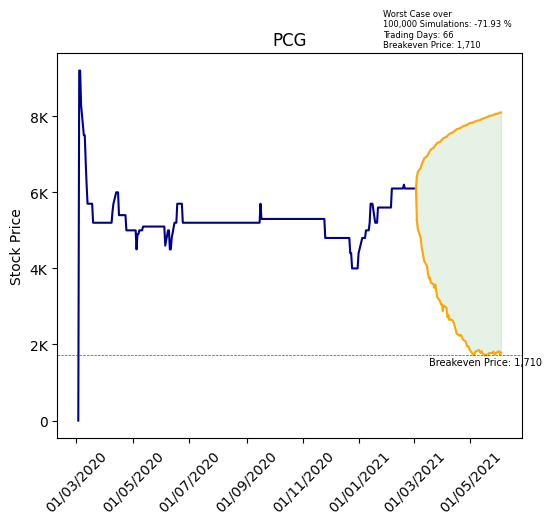 Worst Case over
100,000 Simulations: -71.93 %
Trading Days: 66
Breakeven Price: 1,710
PCG
Stock Price
8K
6K
4K
2K
0
Breakeven Price: 1,710
01/03/2020
01/05/2020
01/07/2020
01/09/2020
01/11/2020
01/01/2021
01/03/2021
01/05/2021